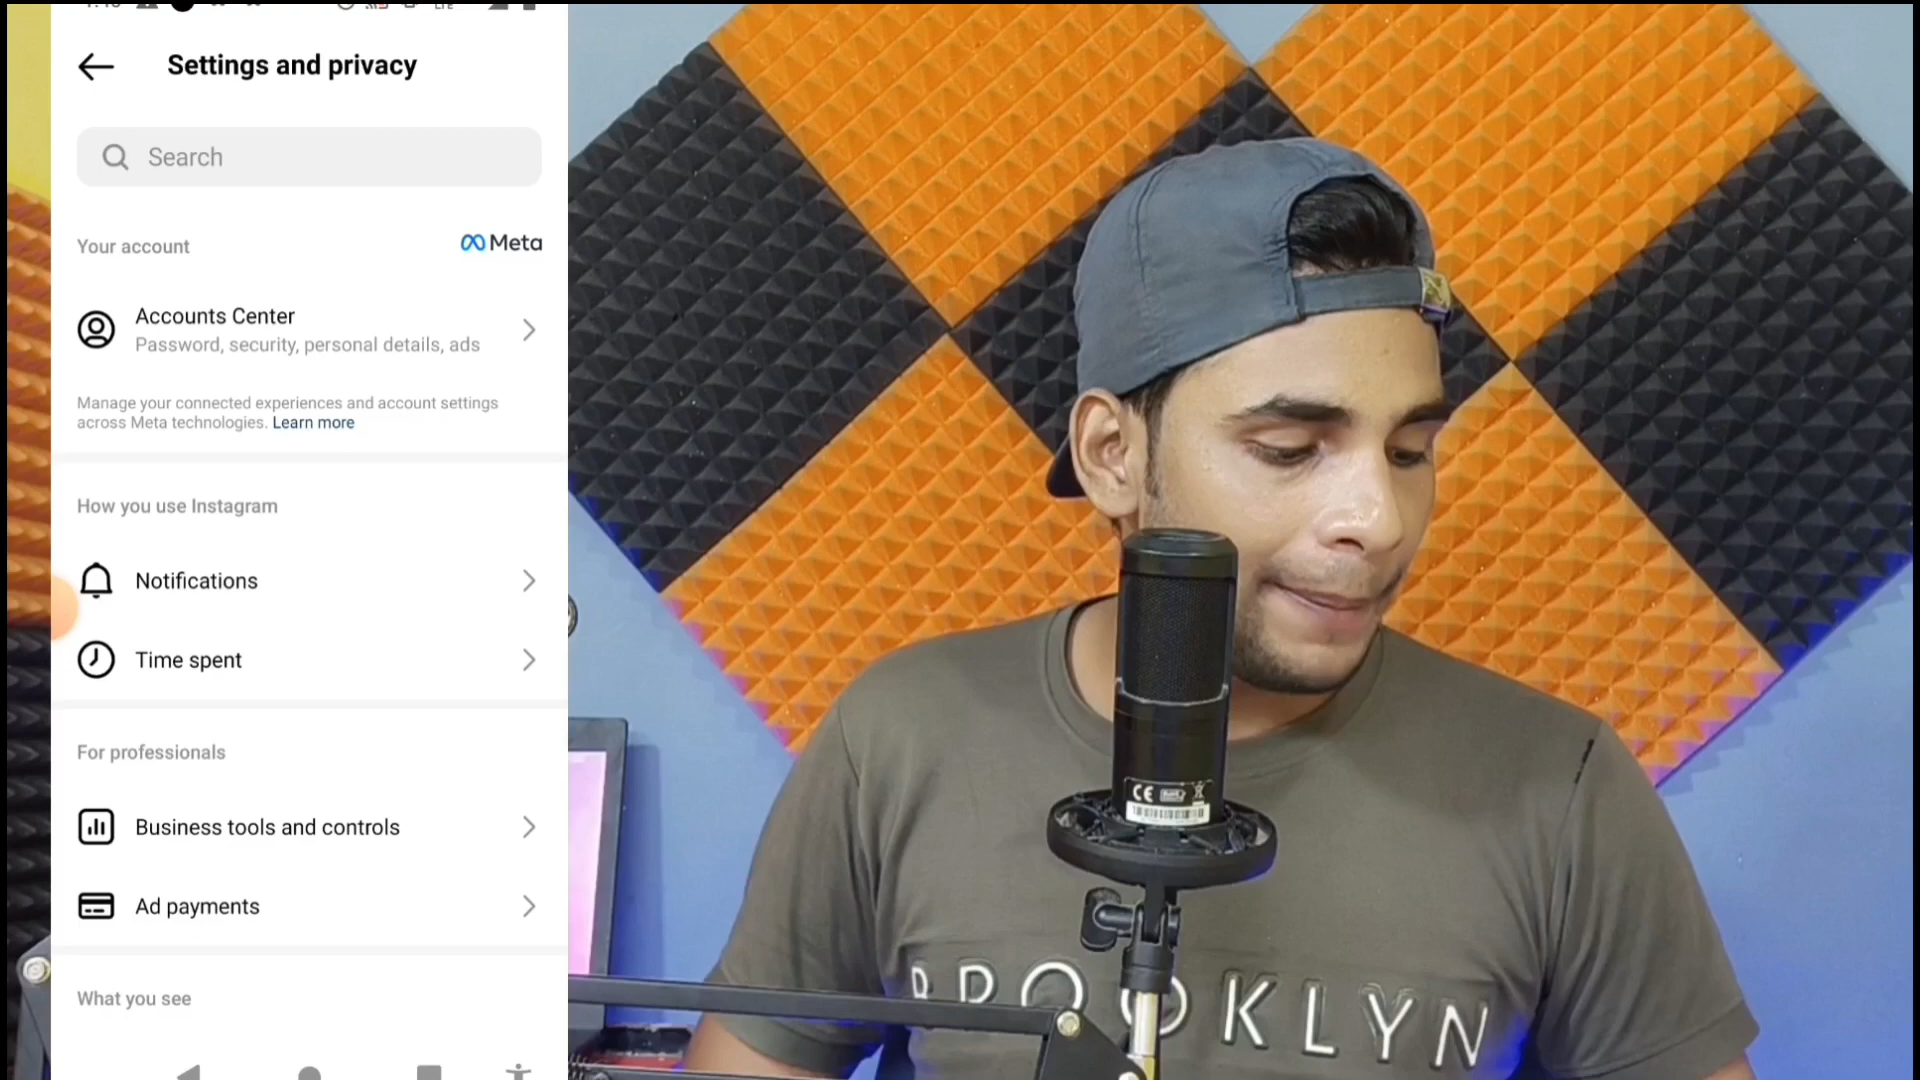 Settings and privacy
Search
Your account
Meta
Accounts Center
Password, security, personal details, ads
Manage your connected experiences and account settings
across Meta technologies. Learn more
How you use Instagram
Notifications
Time spent
For professionals
Business tools and controls
Ad payments
What you see
CE
BROOKLYN